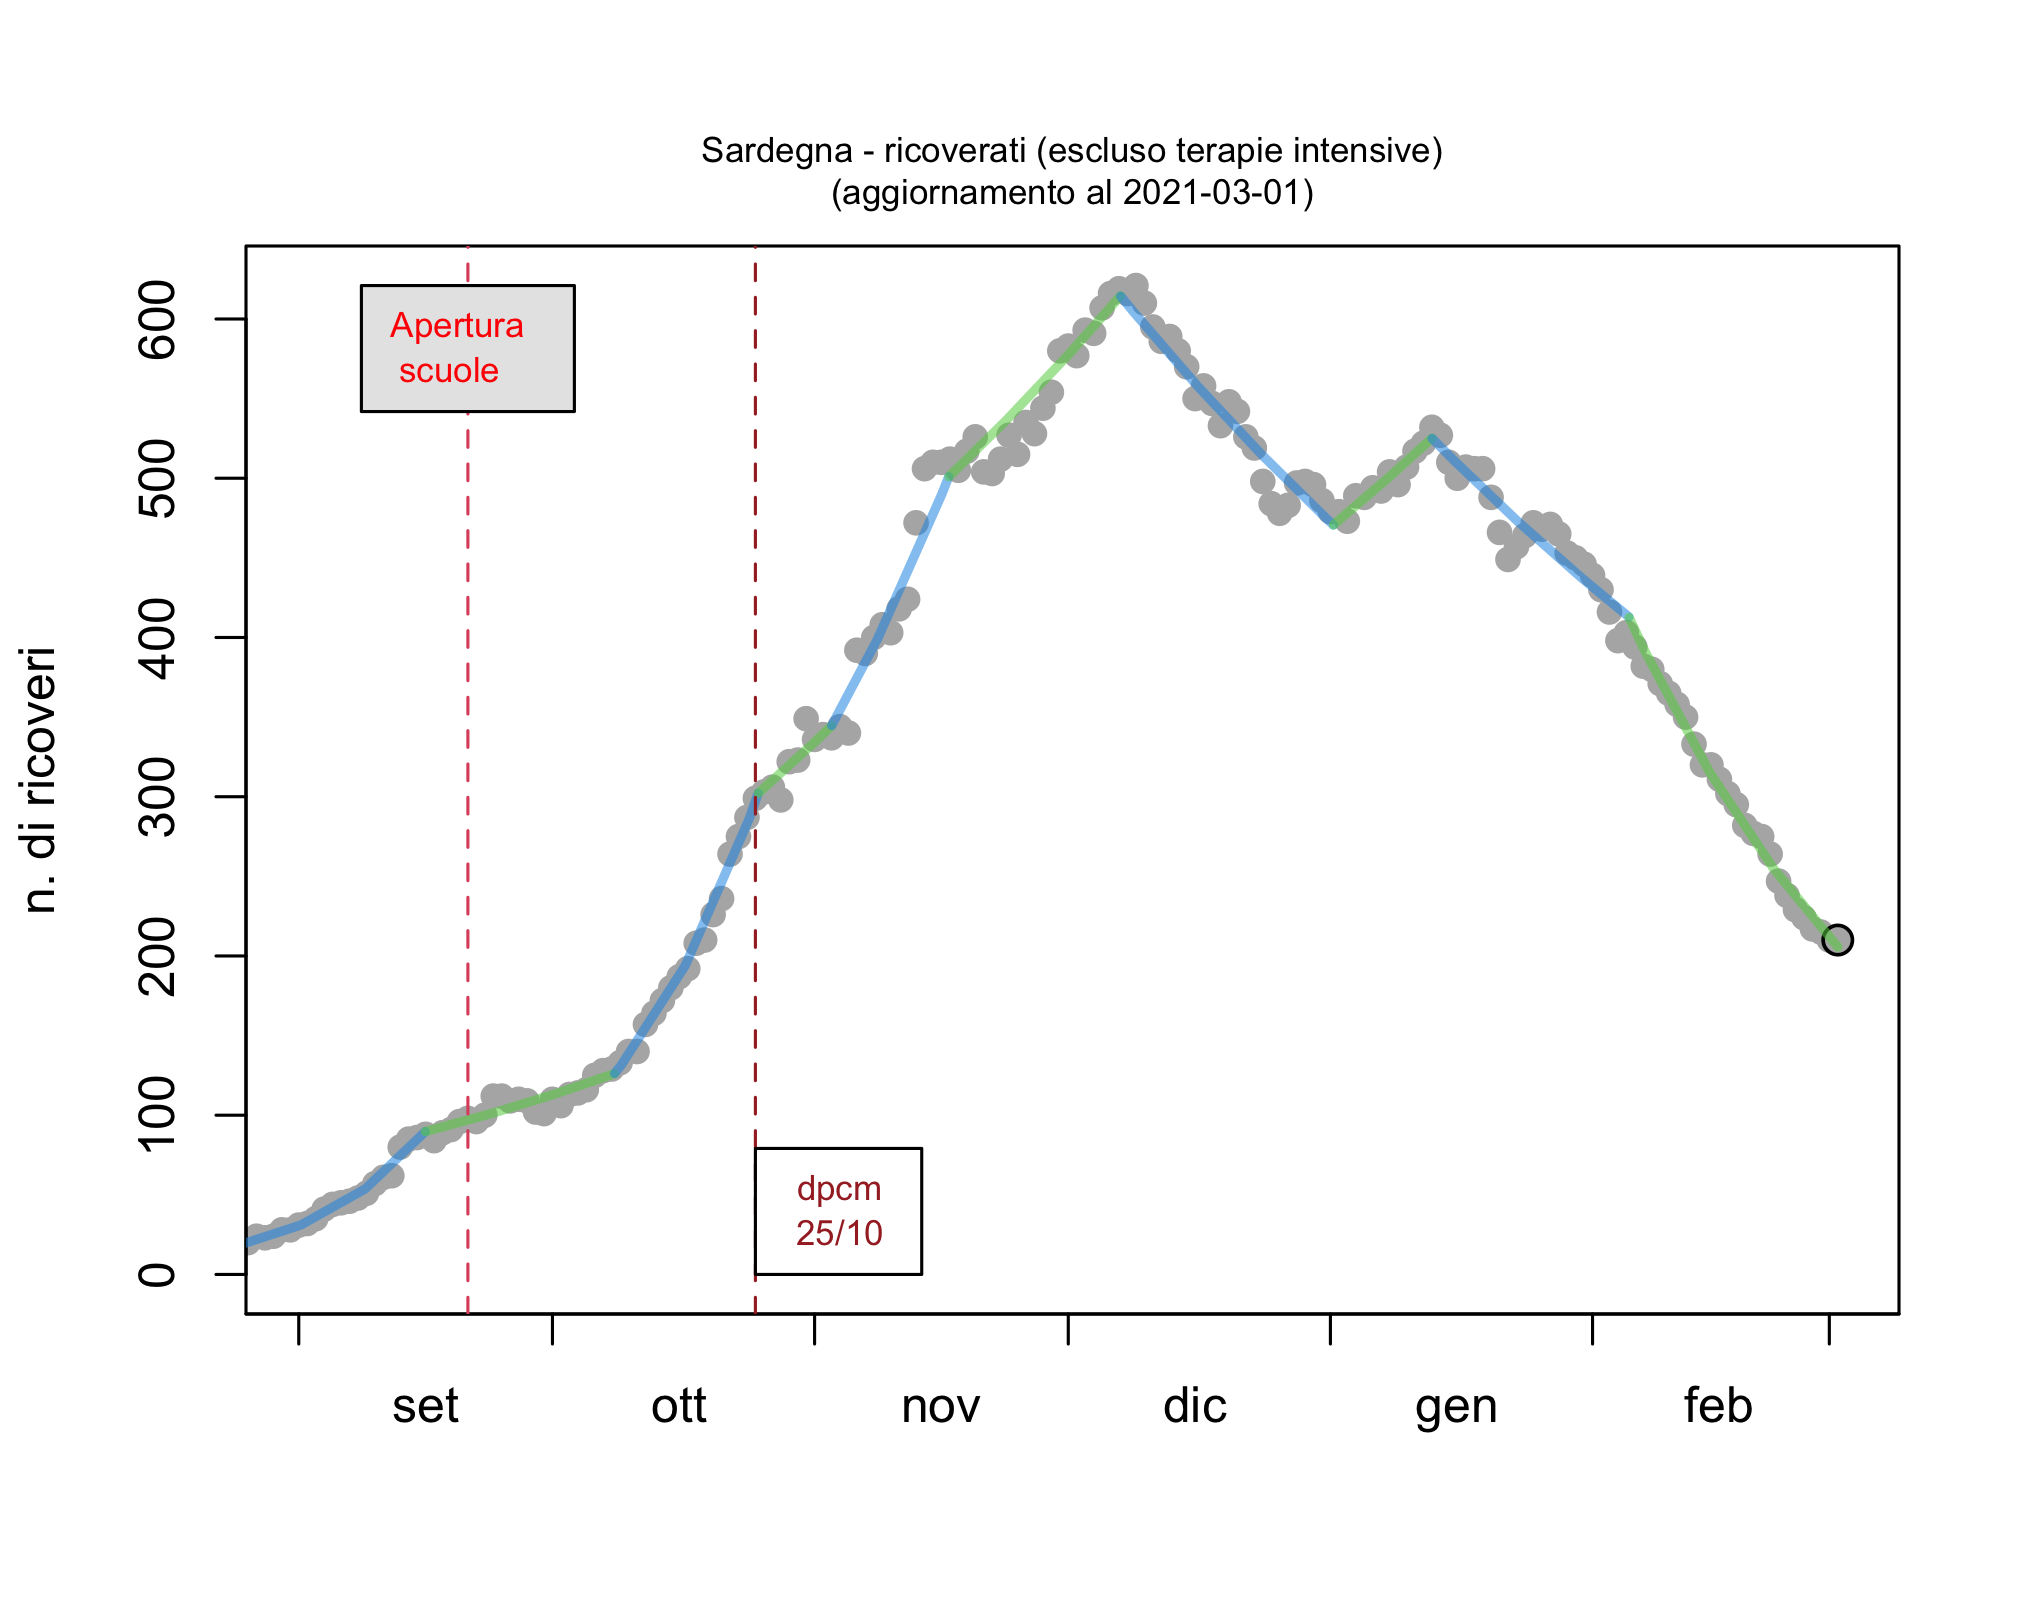 Sardegna - ricoverati (escluso terapie intensive)
(aggiornamento al 2021-03-01)
n. di ricoveri
600
500
400
300
200
100
0
Apertura
scuole
dpcm
25/10
set
ott
nov
dic
gen
feb